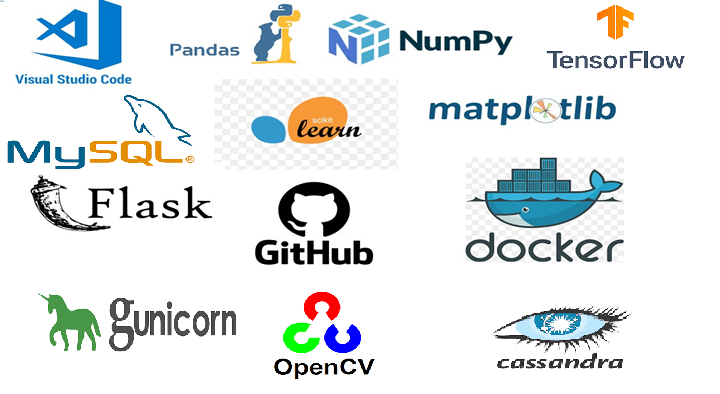 Visual Studio Code
Pandas
NumPy
TensorFlow
MySQL®
scikit
learn
matplotlib
Flask
GitHub
docker
gunicorn
OpenCV
cassandra